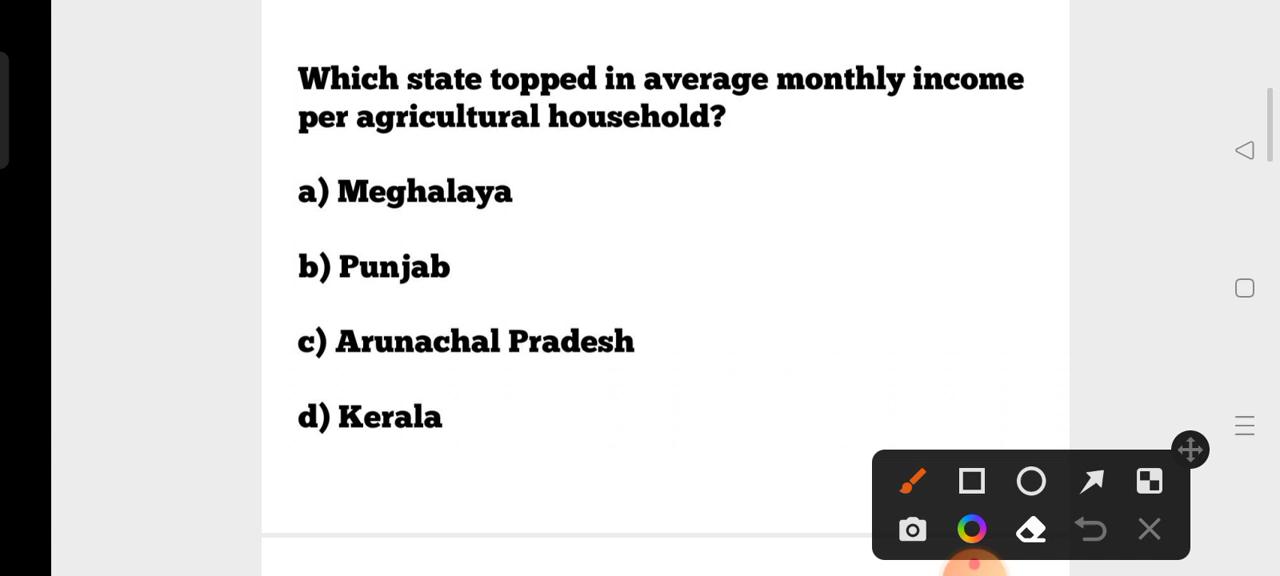 Which state topped in average monthly income
per agricultural household?
a) Meghalaya
b) Punjab
c) Arunachal Pradesh
d) Kerala